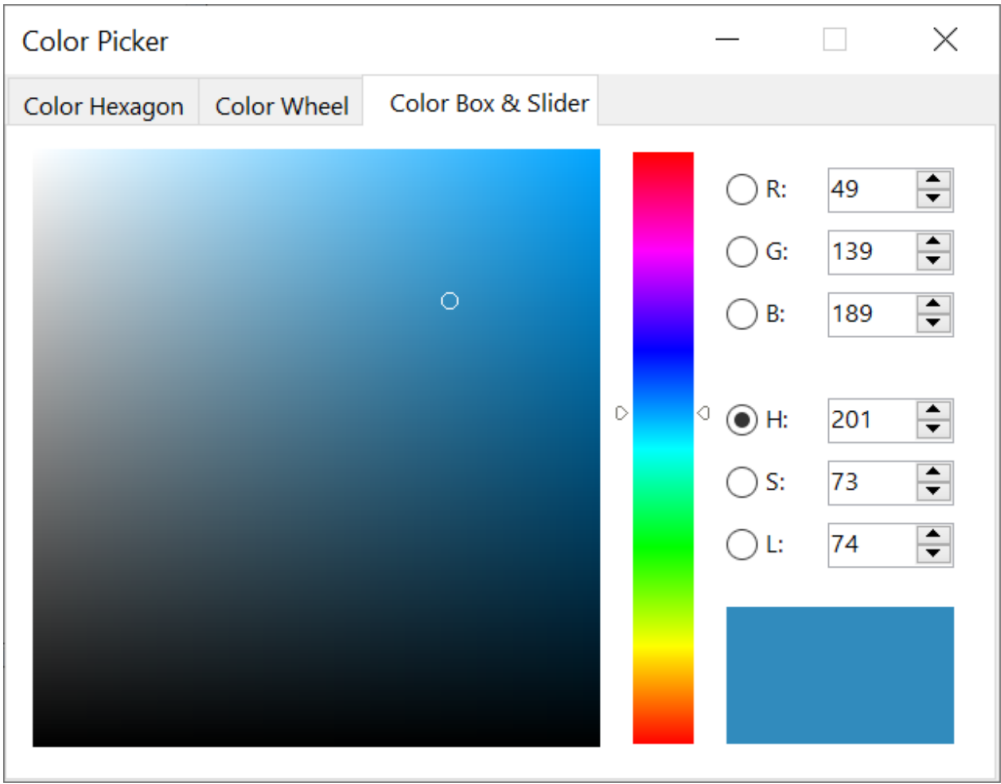 Color Picker
Color Hexagon Color Wheel Color Box & Slider
R: 49
G: 139
B: 189
H: 201
S: 73
L: 74